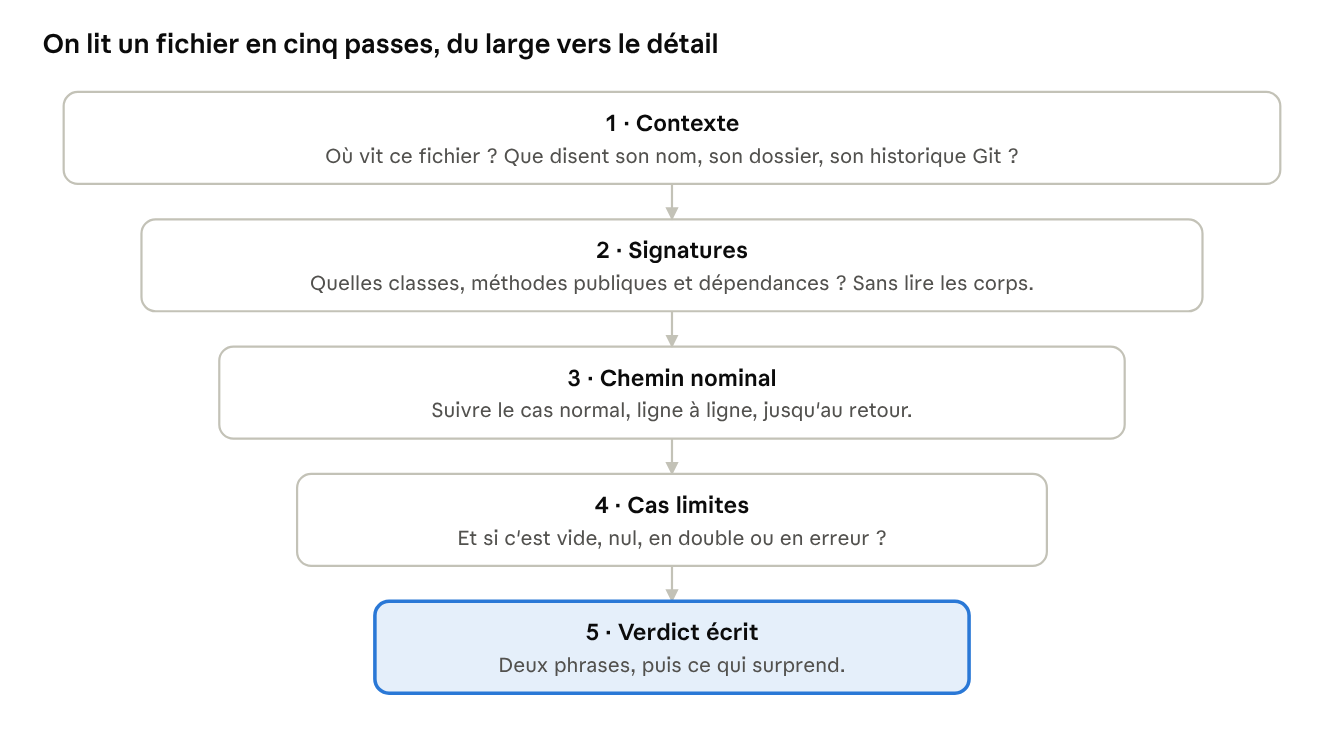 On lit un fichier en cinq passes, du large vers le détail
1 · Contexte
Où vit ce fichier ? Que disent son nom, son dossier, son historique Git ?
2 · Signatures
Quelles classes, méthodes publiques et dépendances ? Sans lire les corps.
3 · Chemin nominal
Suivre le cas normal, ligne à ligne, jusqu'au retour.
4 · Cas limites
Et si c'est vide, nul, en double ou en erreur ?
5 · Verdict écrit
Deux phrases, puis ce qui surprend.